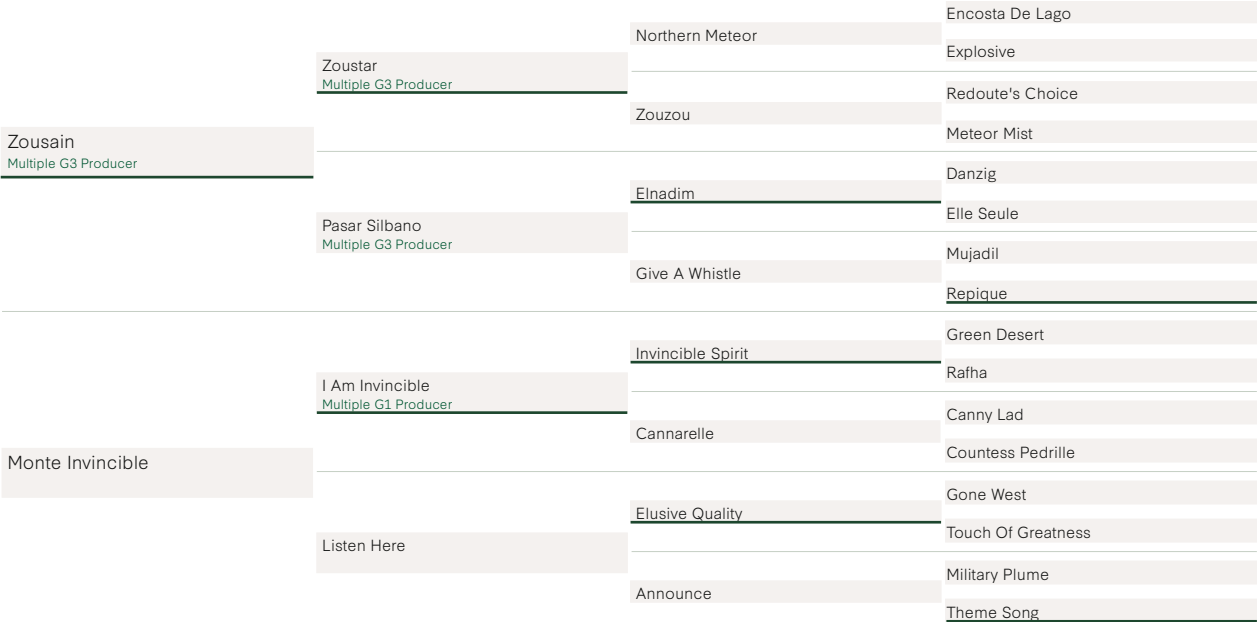 Encosta De Lago
Northern Meteor
Explosive
Zoustar
Multiple G3 Producer
Redoute's Choice
Zouzou
Meteor Mist
Zousain
Multiple G3 Producer
Danzig
Elnadim
Elle Seule
Pasar Silbano
Multiple G3 Producer
Mujadil
Give A Whistle
Repique
Green Desert
Invincible Spirit
Rafha
I Am Invincible
Multiple G1 Producer
Canny Lad
Cannarelle
Countess Pedrille
Monte Invincible
Gone West
Elusive Quality
Touch Of Greatness
Listen Here
Military Plume
Announce
Theme Song